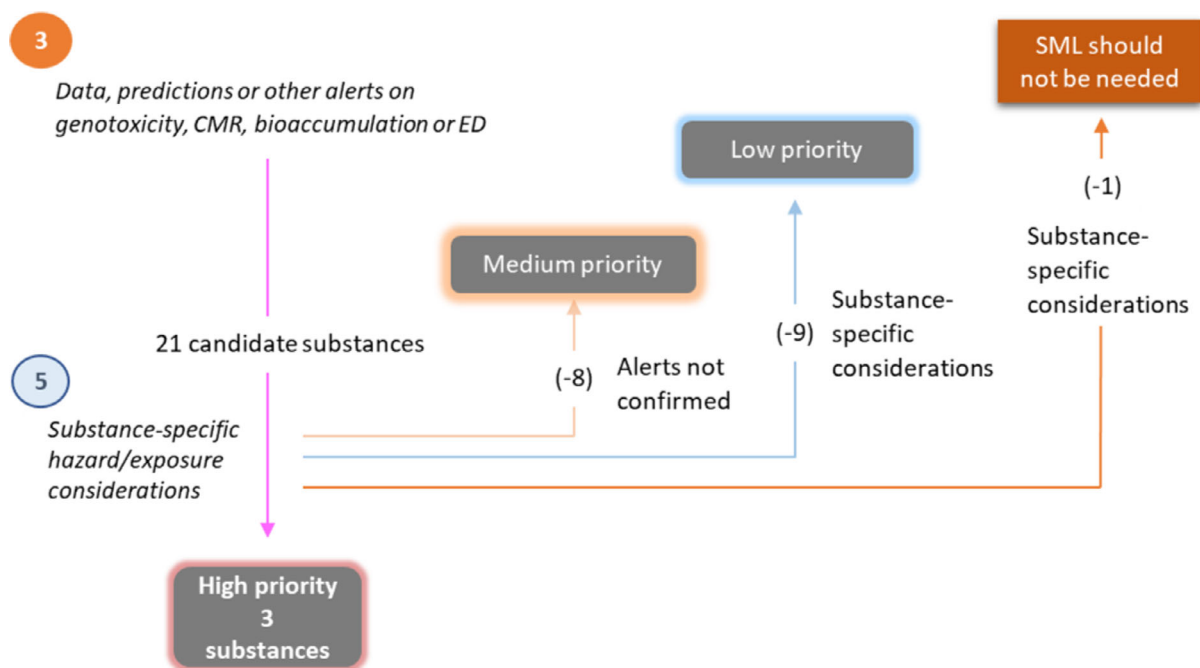 3
Data, predictions or other alerts on
genotoxicity, CMR, bioaccumulation or ED
SML should
not be needed
Low priority
(-1)
Substance-
specific
considerations
Medium priority
Substance-
specific
considerations
(-9)
21 candidate substances
(-8)
Alerts not
confirmed
5
Substance-specific
hazard/exposure
considerations
High priority
3
substances